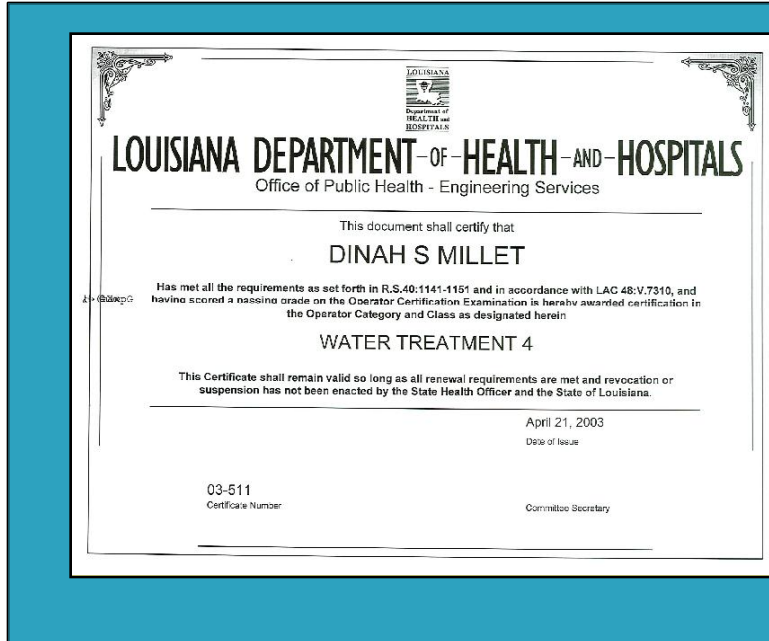 LOUISIANA
Department of
HEALTH and
HOSPITALS
LOUISIANA DEPARTMENT-OF-HEALTH-AND-HOSPITALS
Office of Public Health - Engineering Services
This document shall certify that
DINAH S MILLET
Has met all the requirements as set forth in R.S.40:1141-1151 and in accordance with LAC 48:V.7310, and
having scored a passing grade on the Operator Certification Examination is hereby awarded certification in
the Operator Category and Class as designated herein
WATER TREATMENT 4
This Certificate shall remain valid so long as all renewal requirements are met and revocation or
suspension has not been enacted by the State Health Officer and the State of Louisiana.
April 21, 2003
Date of Issue
03-511
Certificate Number
Committee Secretary